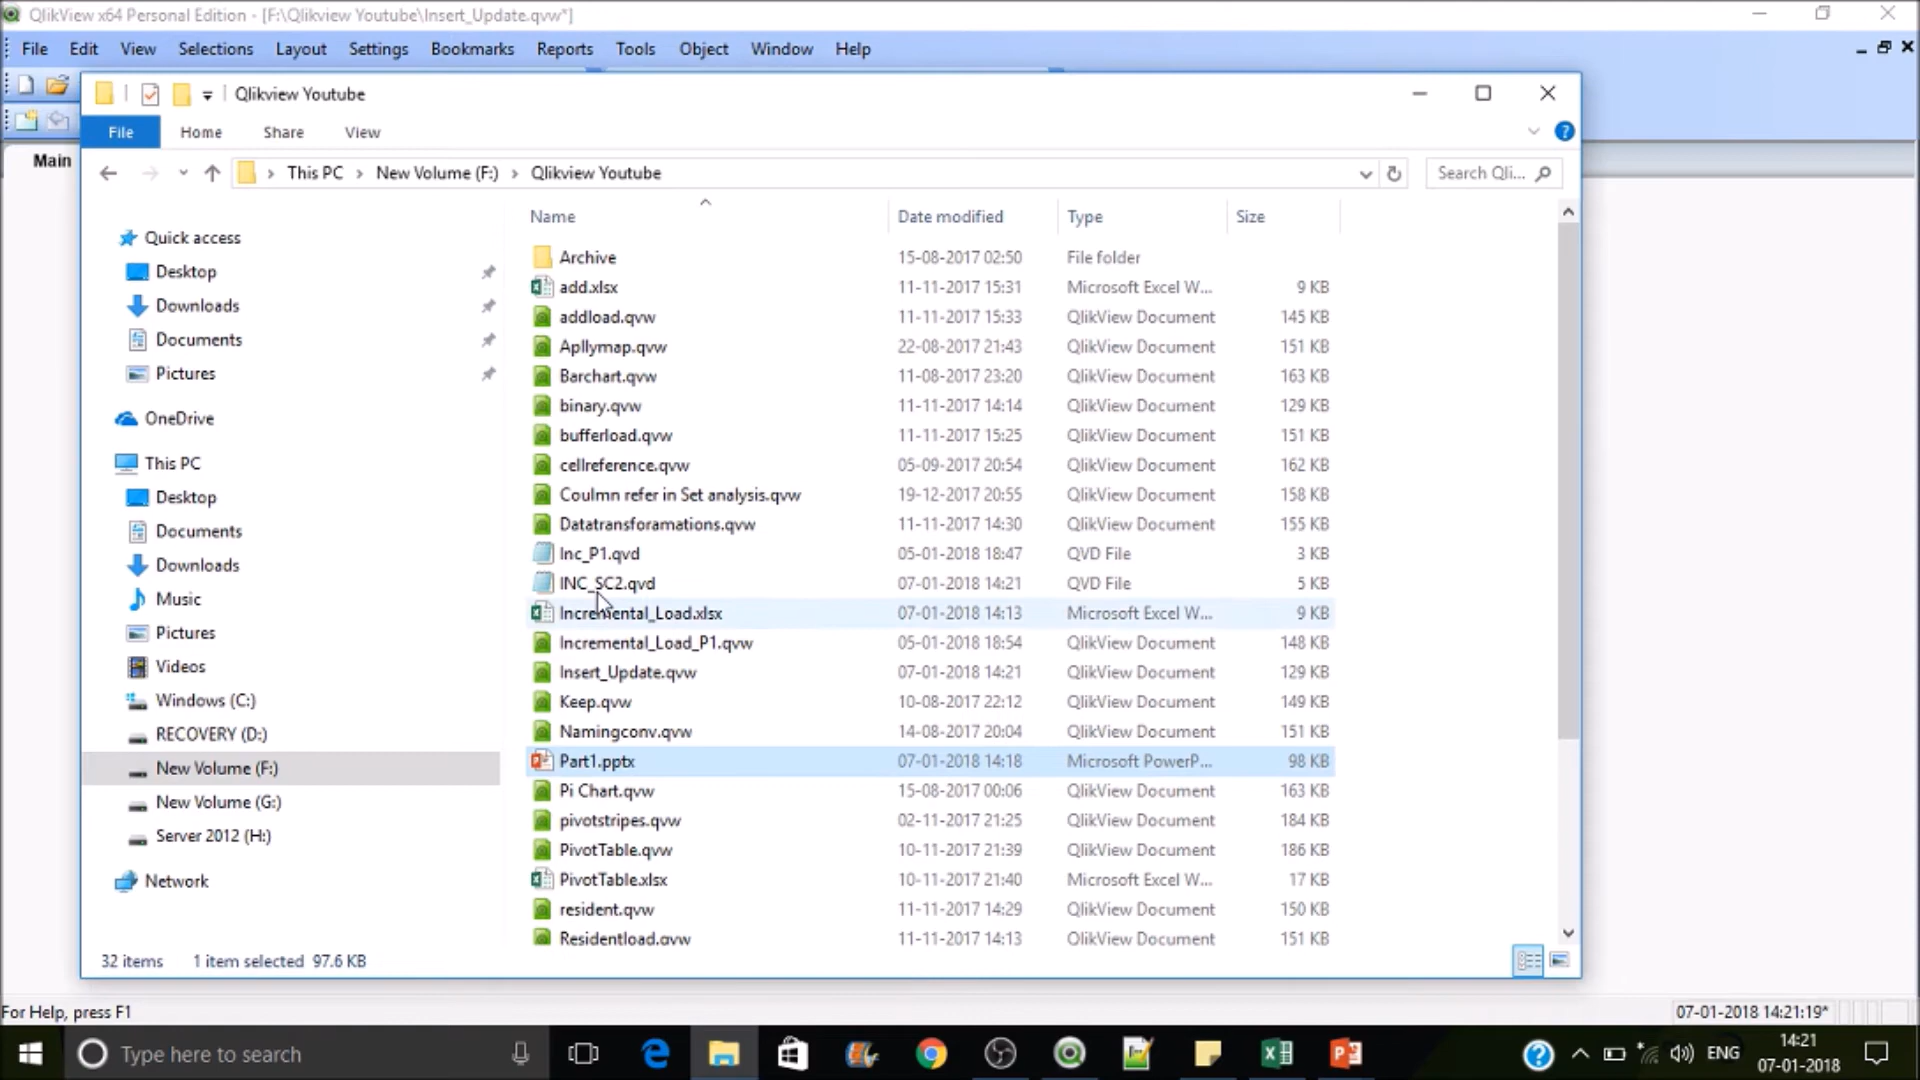 QlikView x64 Personal Edition - [F:\Qlikview Youtube\Insert_Update.qvw*]
File Edit View Selections Layout Settings Bookmarks Reports Tools Object Window Help
Qlikview Youtube
File Home Share View
Main
This PC New Volume (F:) Qlikview Youtube Search Qli...
Name Date modified Type Size
Quick access
Desktop
Downloads
Documents
Pictures
OneDrive
This PC
Desktop
Documents
Downloads
Music
Pictures
Videos
Windows (C:)
RECOVERY (D:)
New Volume (F:)
New Volume (G:)
Server 2012 (H:)
Network
Archive 15-08-2017 02:50 File folder
add.xlsx 11-11-2017 15:31 Microsoft Excel W... 9 KB
addload.qvw 11-11-2017 15:33 QlikView Document 145 KB
Apllymap.qvw 22-08-2017 21:43 QlikView Document 151 KB
Barchart.qvw 11-08-2017 23:20 QlikView Document 163 KB
binary.qvw 11-11-2017 14:14 QlikView Document 129 KB
bufferload.qvw 11-11-2017 15:25 QlikView Document 151 KB
cellreference.qvw 05-09-2017 20:54 QlikView Document 162 KB
Coulmn refer in Set analysis.qvw 19-12-2017 20:55 QlikView Document 158 KB
Datatransforamations.qvw 11-11-2017 14:30 QlikView Document 155 KB
Inc_P1.qvd 05-01-2018 18:47 QVD File 3 KB
INC_SC2.qvd 07-01-2018 14:21 QVD File 5 KB
Incremental_Load.xlsx 07-01-2018 14:13 Microsoft Excel W... 9 KB
Incremental_Load_P1.qvw 05-01-2018 18:54 QlikView Document 148 KB
Insert_Update.qvw 07-01-2018 14:21 QlikView Document 129 KB
Keep.qvw 10-08-2017 22:12 QlikView Document 149 KB
Namingconv.qvw 14-08-2017 20:04 QlikView Document 151 KB
Part1.pptx 07-01-2018 14:18 Microsoft PowerP... 98 KB
Pi Chart.qvw 15-08-2017 00:06 QlikView Document 163 KB
pivotstripes.qvw 02-11-2017 21:25 QlikView Document 184 KB
PivotTable.qvw 10-11-2017 21:39 QlikView Document 186 KB
PivotTable.xlsx 10-11-2017 21:40 Microsoft Excel W... 17 KB
resident.qvw 11-11-2017 14:29 QlikView Document 150 KB
Residentload.qvw 11-11-2017 14:13 QlikView Document 151 KB
32 items 1 item selected 97.6 KB
For Help, press F1 07-01-2018 14:21:19*
Type here to search ENG 14:21
07-01-2018